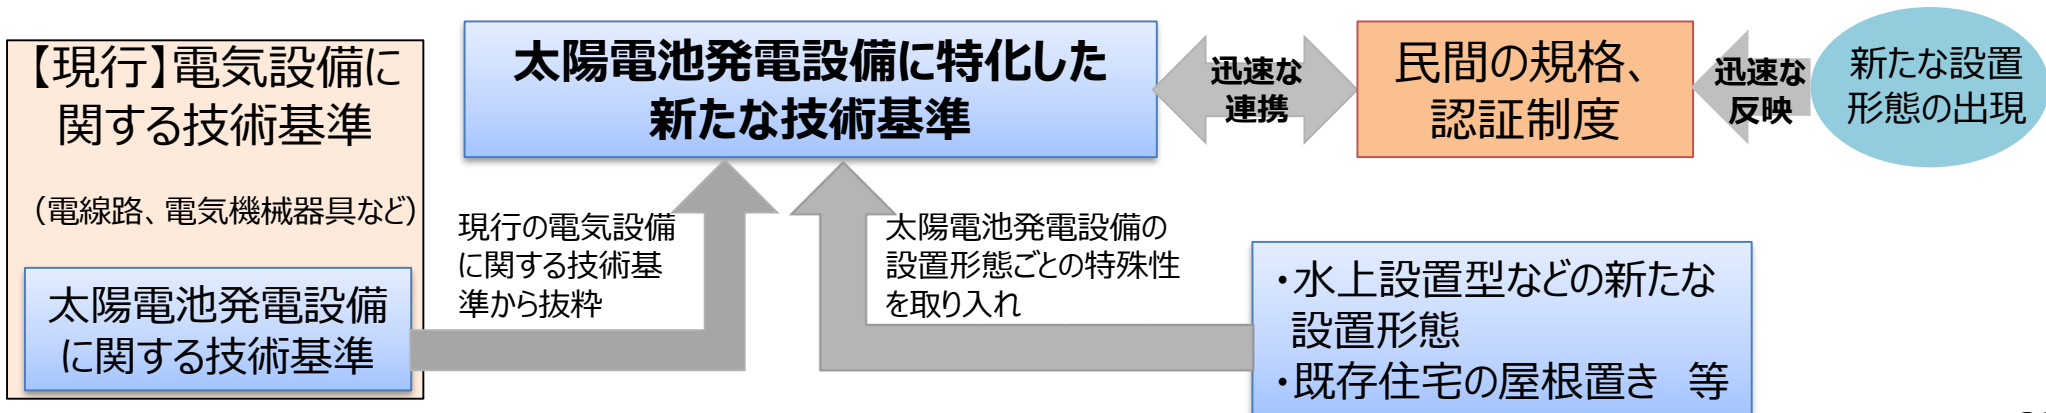 【現行】電気設備に
関する技術基準
（電線路、電気機械器具など）
太陽電池発電設備
に関する技術基準
太陽電池発電設備に特化した
新たな技術基準
迅速な
連携
民間の規格、
認証制度
迅速な
反映
新たな設置
形態の出現
現行の電気設備
に関する技術基
準から抜粋
太陽電池発電設備の
設置形態ごとの特殊性
を取り入れ
・水上設置型などの新たな
設置形態
・既存住宅の屋根置き　等